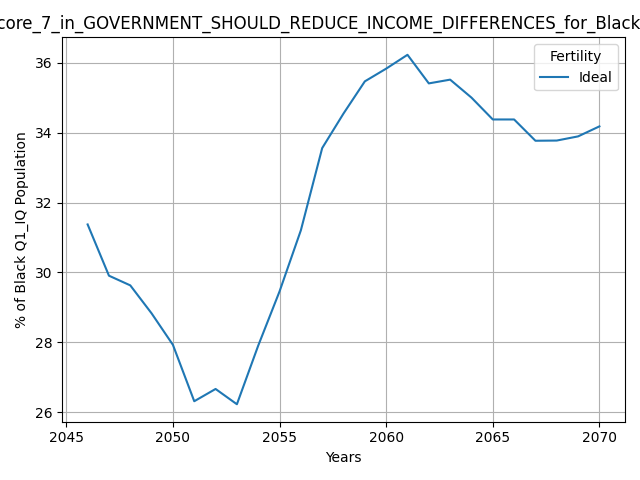 core_7_in_GOVERNMENT_SHOULD_REDUCE_INCOME_DIFFERENCES_for_Black
Fertility
Ideal
% of Black Q1_IQ Population
36
34
32
30
28
26
2045 2050 2055 2060 2065 2070
Years